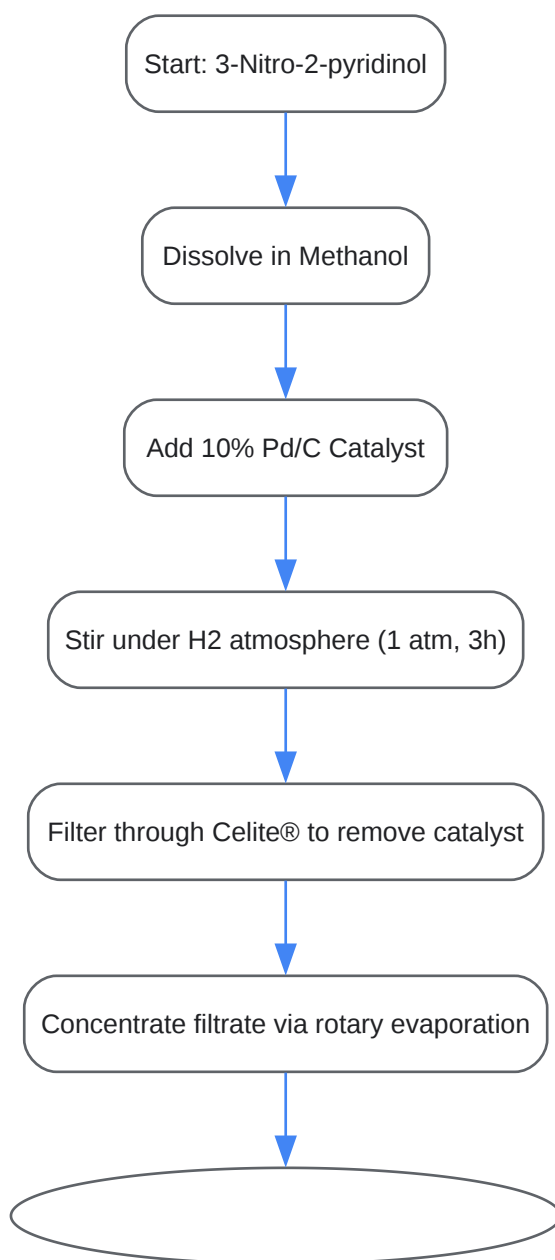 Start: 3-Nitro-2-pyridinol
Dissolve in Methanol
Add 10% Pd/C Catalyst
Stir under H2 atmosphere (1 atm, 3h)
Filter through Celite® to remove catalyst
Concentrate filtrate via rotary evaporation